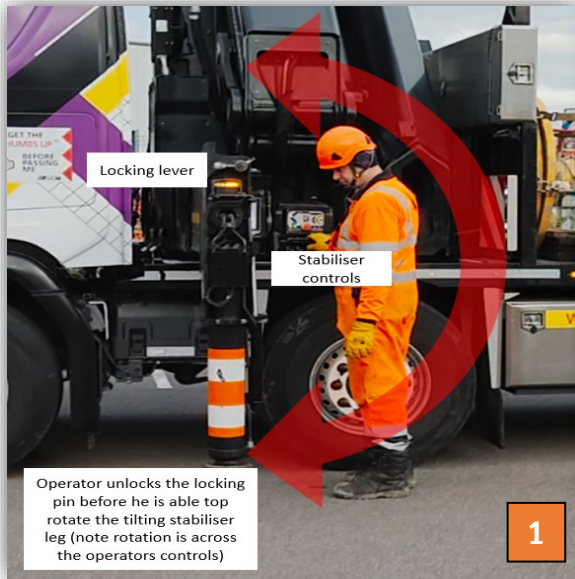 GET THE
THUMBS UP
BEFORE
PASSING
ME
Locking lever
Stabiliser
controls
Operator unlocks the locking
pin before he is able top
rotate the tilting stabiliser
leg (note rotation is across
the operators controls)
1